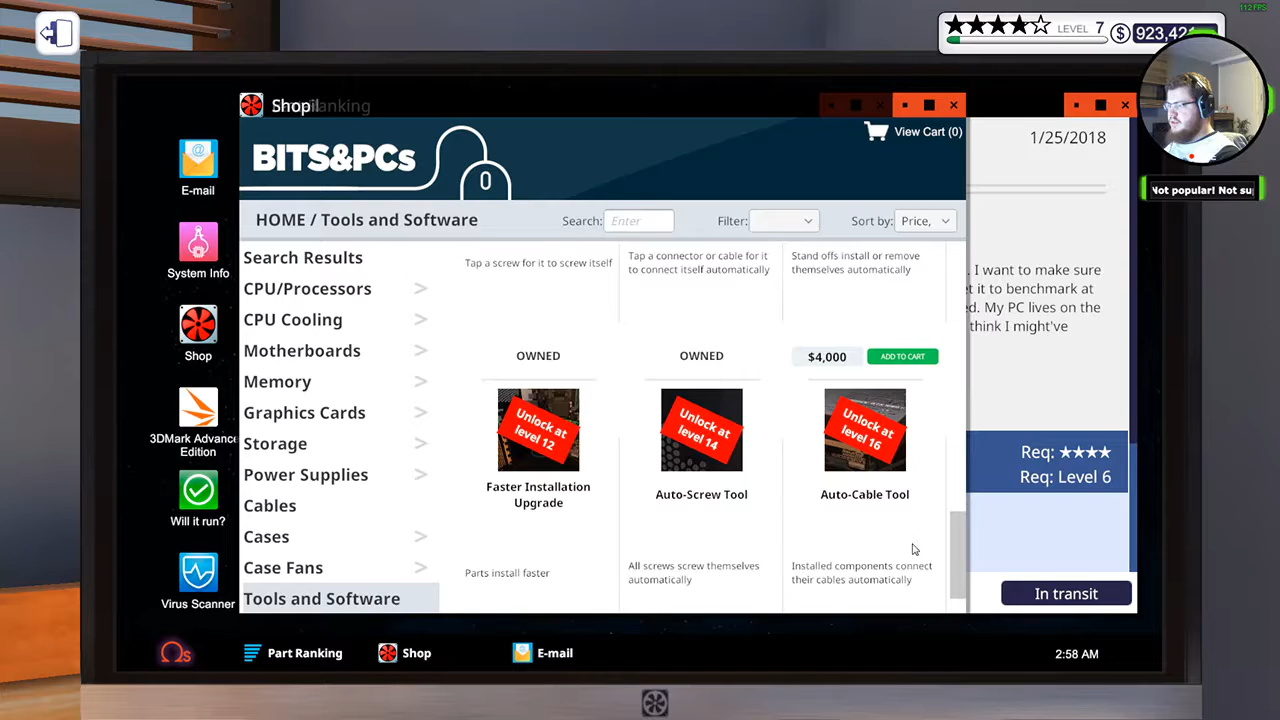 112 FPS
LEVEL 7
$ 923,42
Shop
anking
View Cart (0)
BITS&PCs
1/25/2018
Not popular! Not su
HOME / Tools and Software
Search: Enter
Filter:
Sort by: Price,
E-mail
System Info
Shop
3DMark Advance
Edition
Will it run?
Virus Scanner
Search Results
CPU/Processors >
CPU Cooling >
Motherboards >
Memory >
Graphics Cards >
Storage >
Power Supplies >
Cables
Cases >
Case Fans >
Tools and Software
Tap a screw for it to screw itself
Tap a connector or cable for it
to connect itself automatically
Stand offs install or remove
themselves automatically
OWNED
OWNED
$4,000
ADD TO CART
Unlock at
level 12
Unlock at
level 14
Unlock at
level 16
Faster Installation
Upgrade
Auto-Screw Tool
Auto-Cable Tool
Parts install faster
All screws screw themselves
automatically
Installed components connect
their cables automatically
. I want to make sure
et it to benchmark at
d. My PC lives on the
think I might've
Req: ★★★★
Req: Level 6
In transit
Part Ranking
Shop
E-mail
2:58 AM